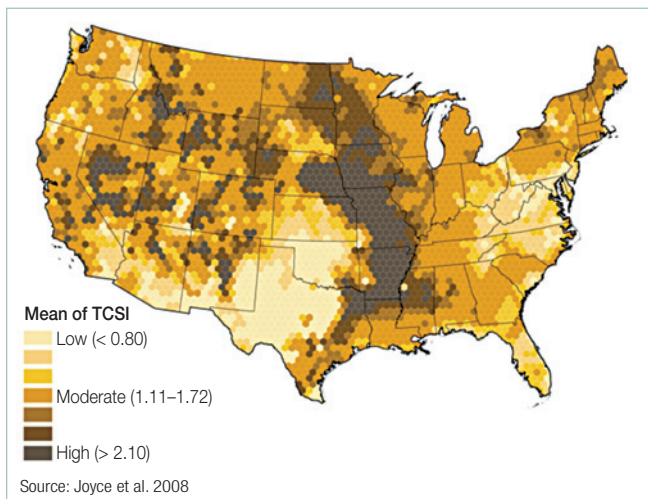 Mean of TCSI
Low (< 0.80)
Moderate (1.11–1.72)
High (> 2.10)
Source: Joyce et al. 2008